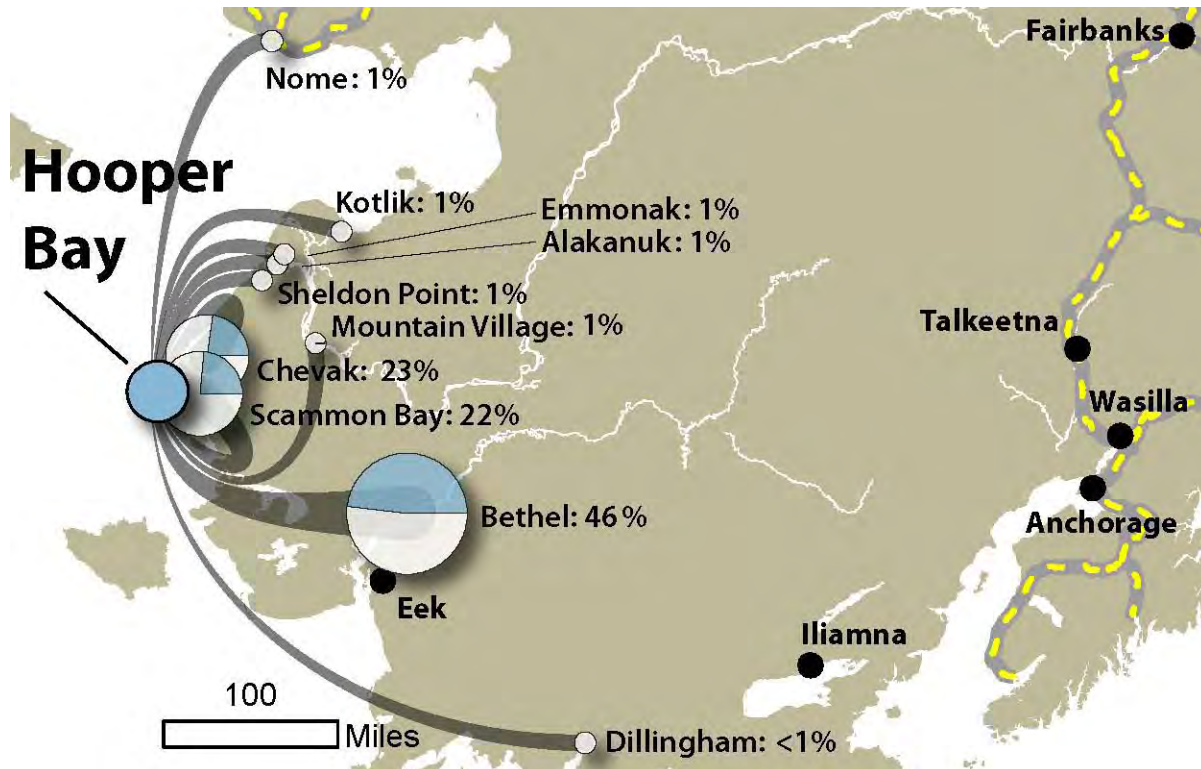 Fairbanks
Nome: 1%
Hooper
Bay
Kotlik: 1%
Emmonak: 1%
Alakanuk: 1%
Sheldon Point: 1%
Mountain Village: 1%
Talkeetna
Chevak: 23%
Scammon Bay: 22%
Wasilla
Anchorage
Bethel: 46%
Eek
Iliamna
100
Miles
Dillingham: <1%